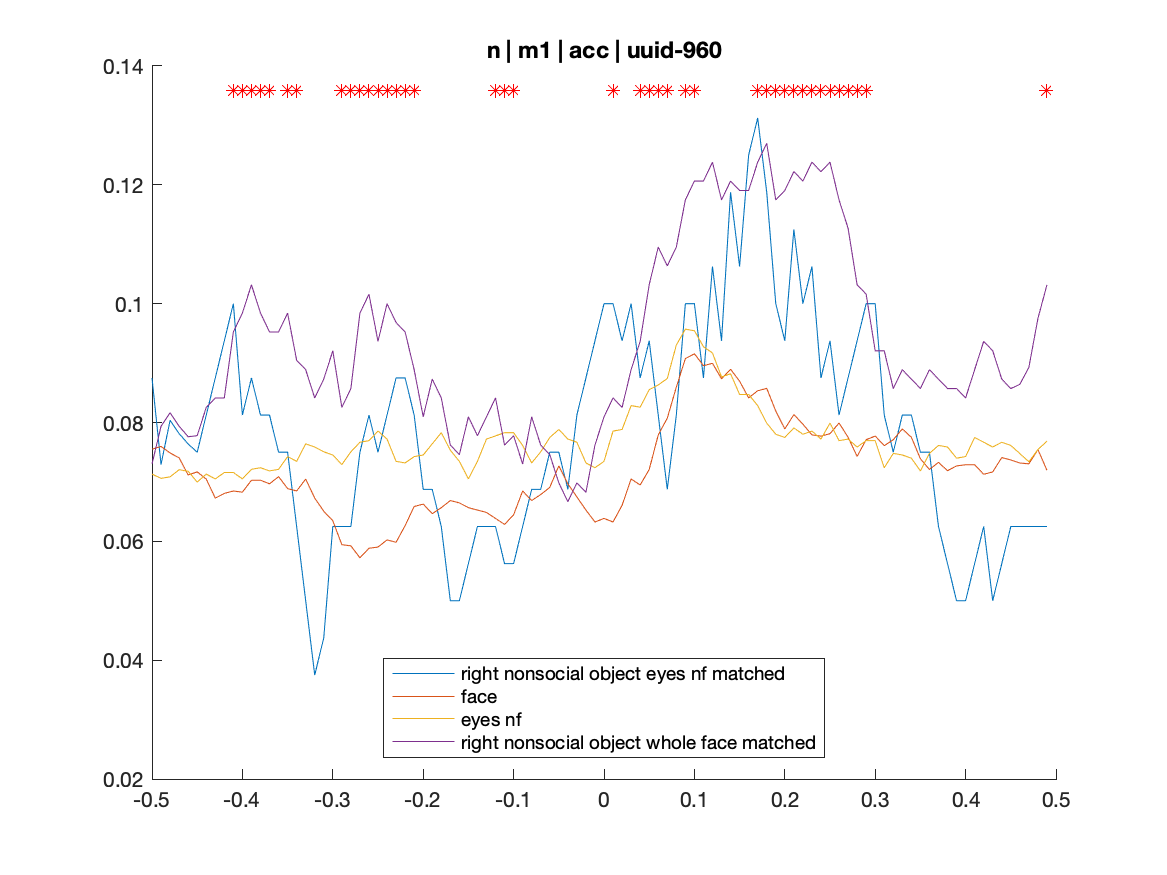 n | m1 | acc | uuid-960
0.14
0.12
0.1
0.08
0.06
0.04
0.02
right nonsocial object eyes nf matched
face
eyes nf
right nonsocial object whole face matched
-0.5 -0.4 -0.3 -0.2 -0.1 0 0.1 0.2 0.3 0.4 0.5